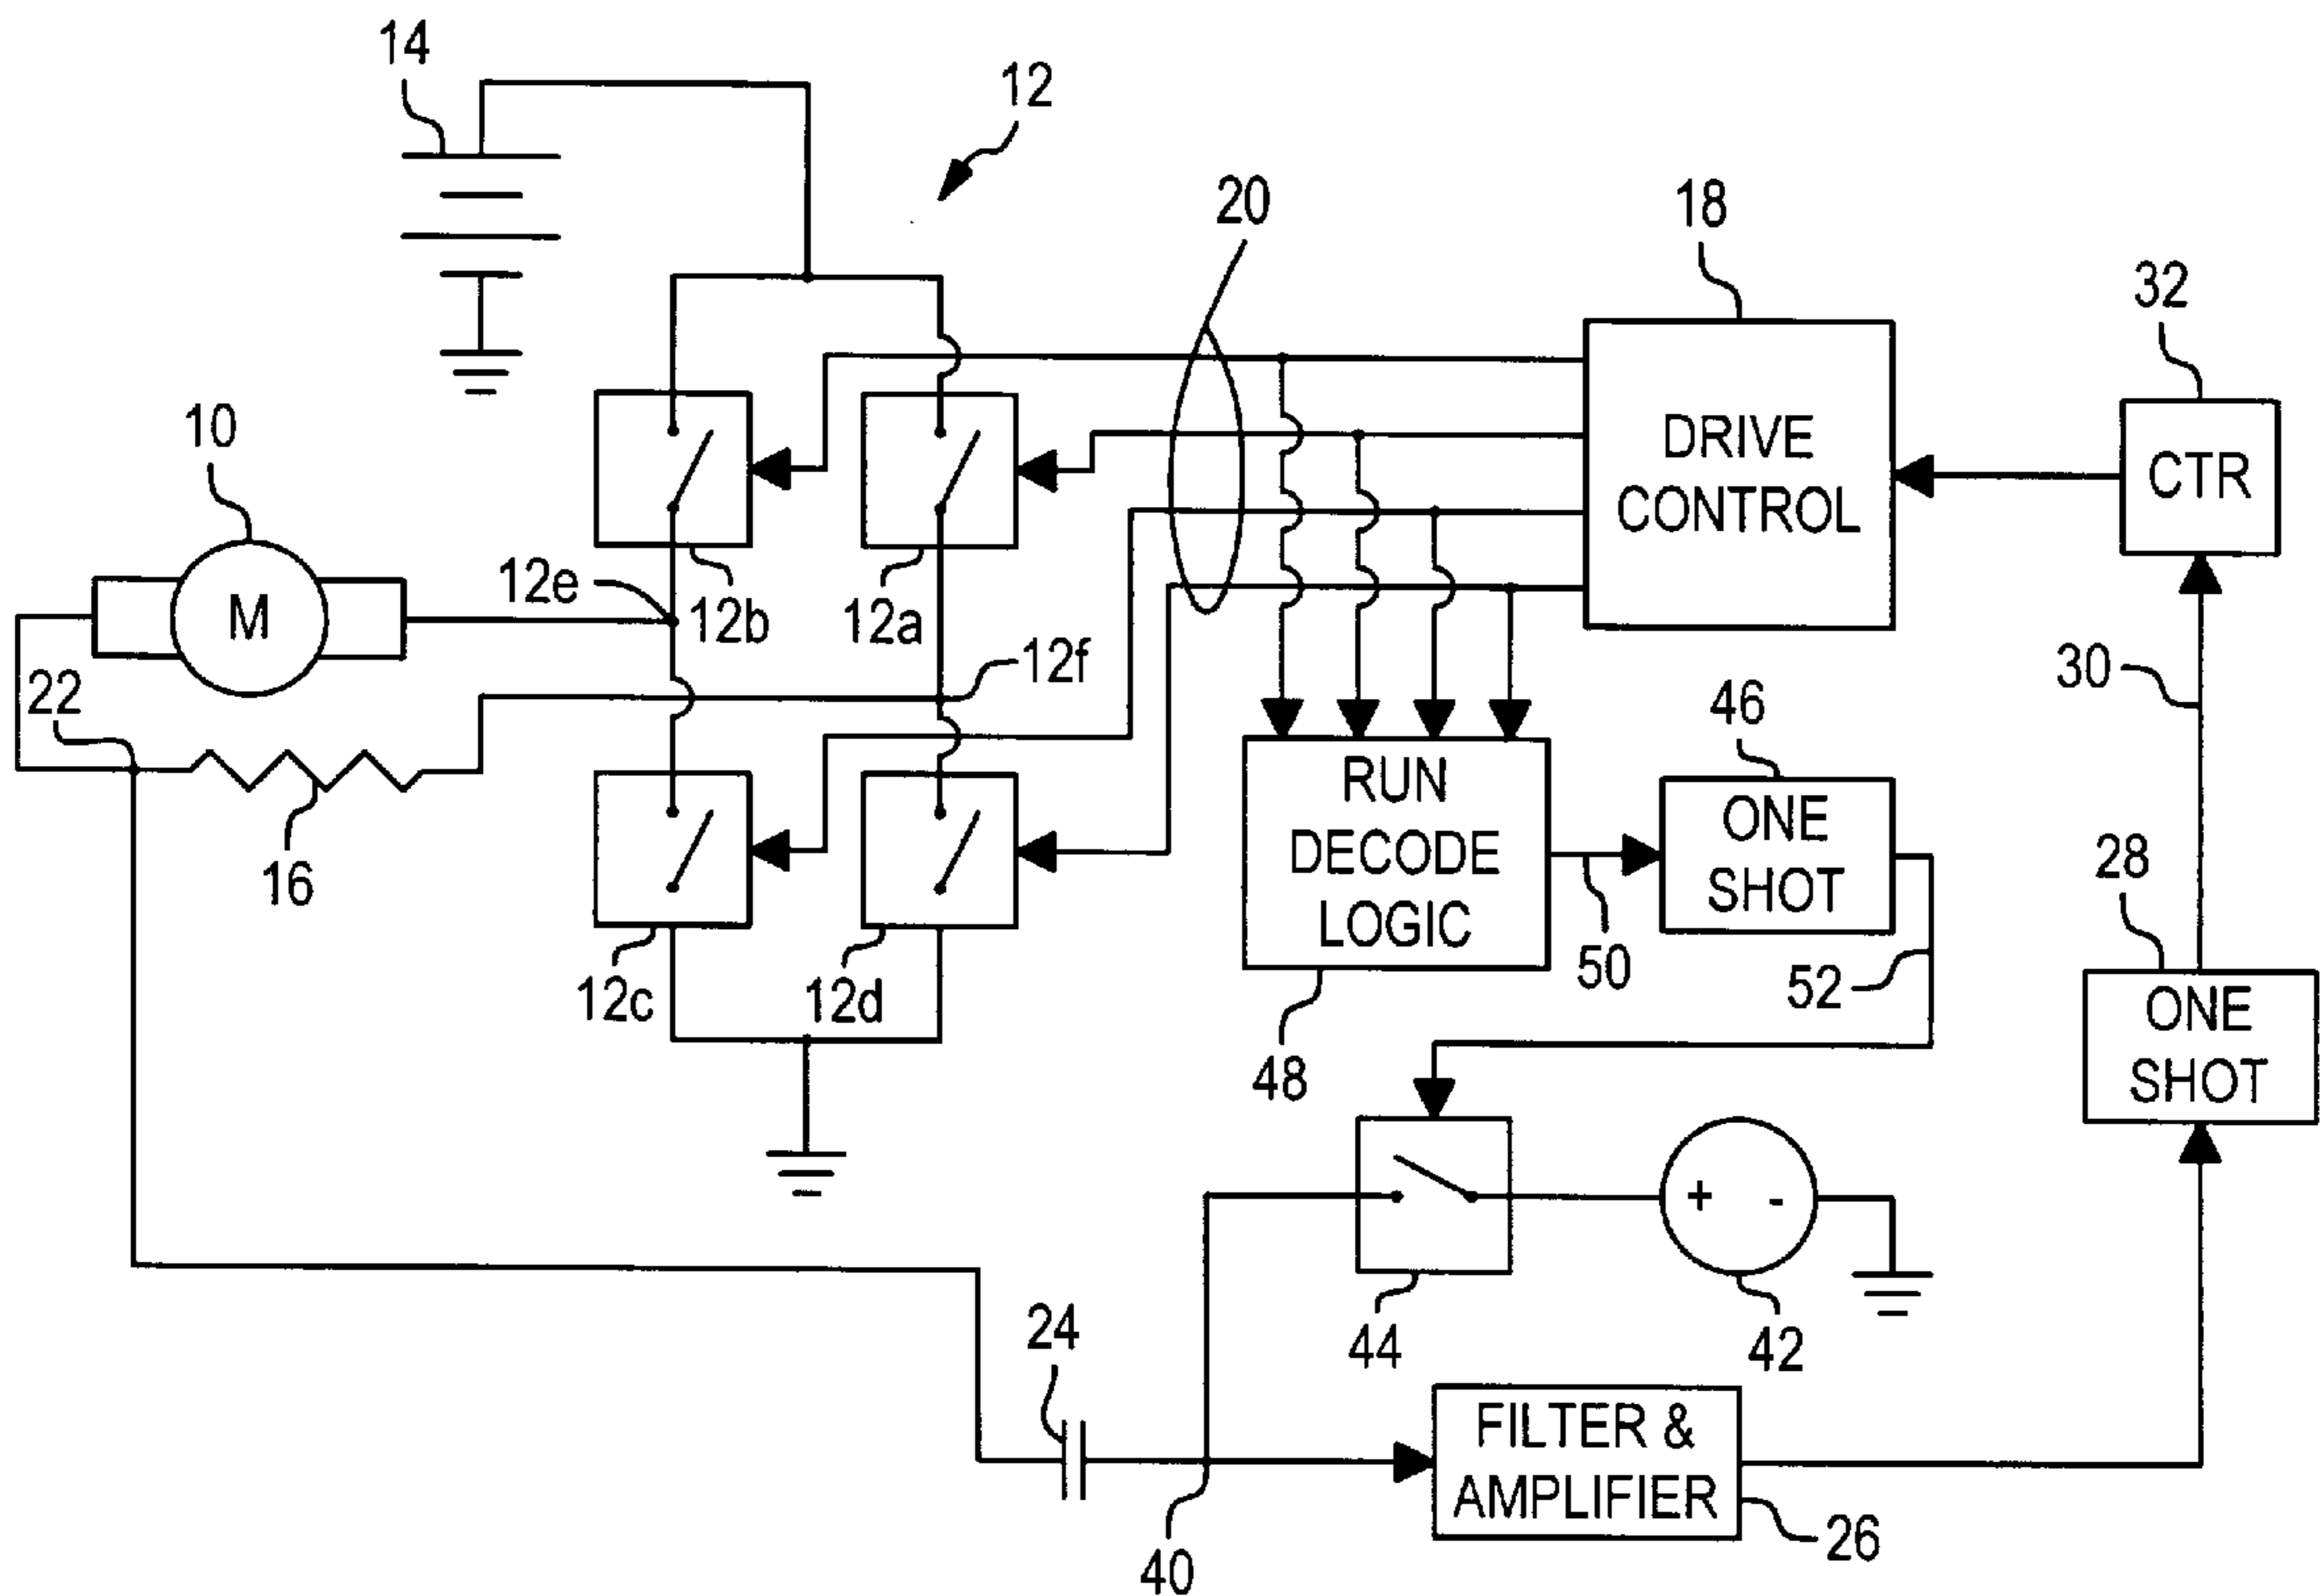 14
12
20
18
32
10
DRIVE
CONTROL
CTR
M
12e
12b
12a
12f
22
30
46
16
RUN
DECODE
LOGIC
ONE
SHOT
28
12c
12d
50
52
48
ONE
SHOT
+ -
24
44
42
FILTER &
AMPLIFIER
40
26